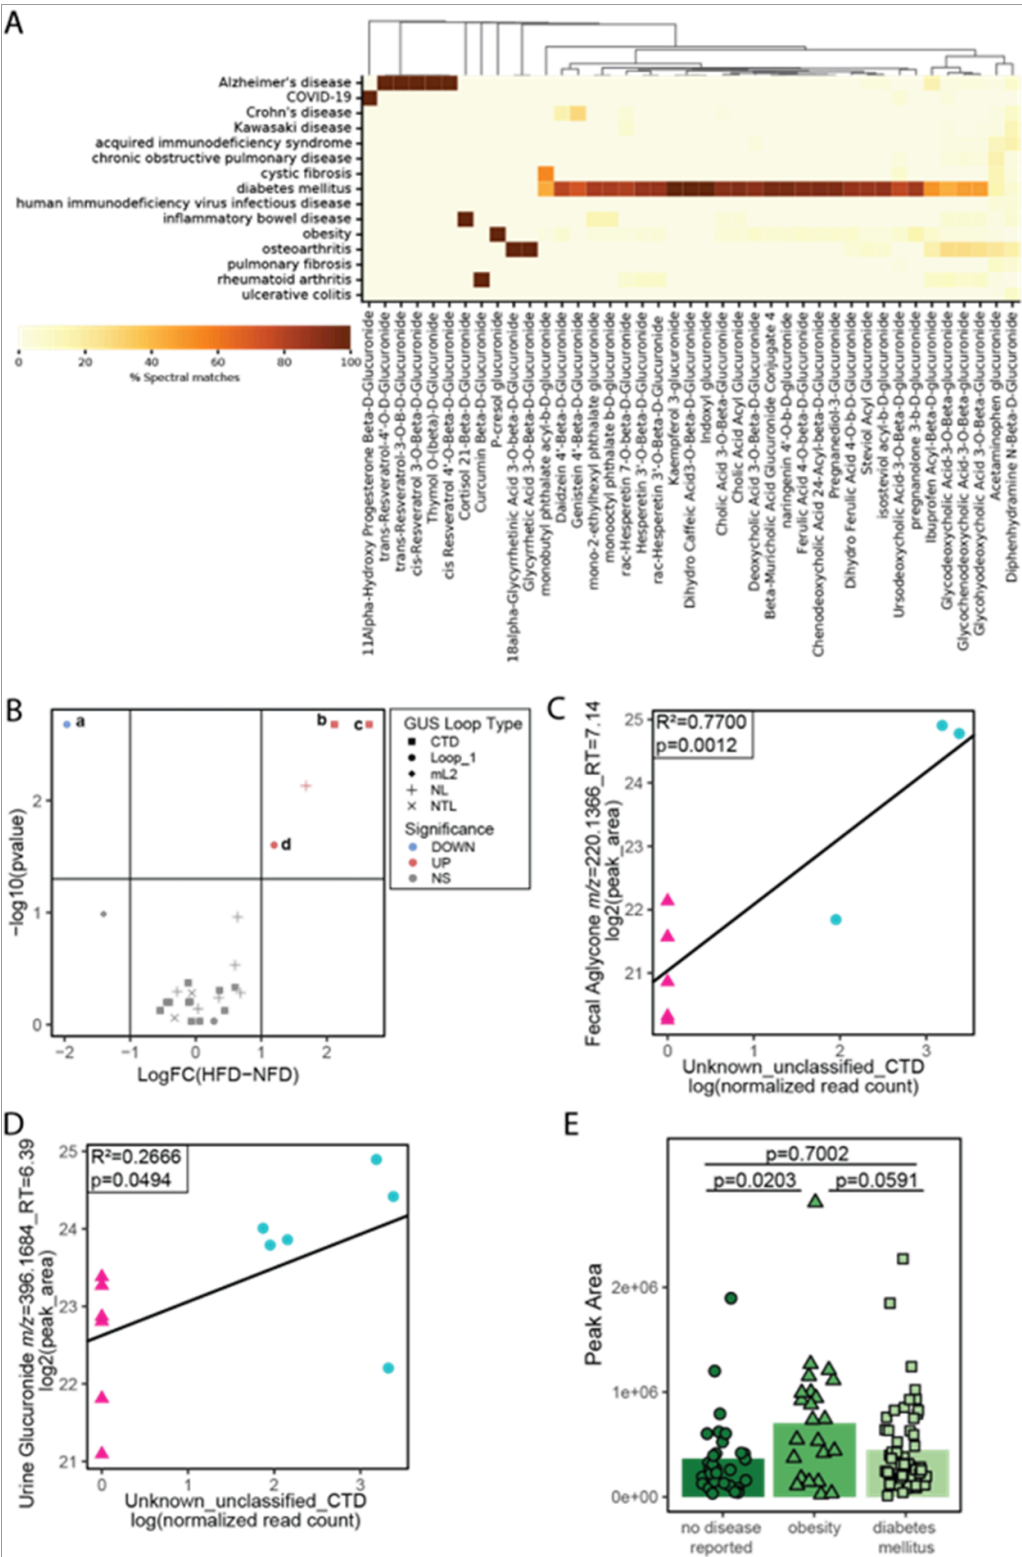 A
Alzheimer's disease
COVID-19
Crohn's disease
Kawasaki disease
acquired immunodeficiency syndrome
chronic obstructive pulmonary disease
cystic fibrosis
diabetes mellitus
human immunodeficiency virus infectious disease
inflammatory bowel disease
obesity
osteoarthritis
pulmonary fibrosis
rheumatoid arthritis
ulcerative colitis
0 20 40 60 80 100
% Spectral matches
11Alpha-Hydroxy Progesterone Beta-D-Glucuronide
trans-Resveratrol-4'-O-D-Glucuronide
trans-Resveratrol-3-O-B-D-Glucuronide
cis-Resveratrol 3-O-Beta-D-Glucuronide
Thymol O-(beta)-D-Glucuronide
cis Resveratrol 4'-O-Beta-D-Glucuronide
Cortisol 21-Beta-D-Glucuronide
Curcumin Beta-D-Glucuronide
P-cresol glucuronide
18alpha-Glycyrrhetinic Acid 3-O-beta-D-Glucuronide
Glycyrrhetic Acid 3-O-beta-D-Glucuronide
monobutyl phthalate acyl-b-D-glucuronide
Daidzein 4'-Beta-D-Glucuronide
Genistein 4'-Beta-D-Glucuronide
mono-2-ethylhexyl phthalate glucuronide
monooctyl phthalate b-D-glucuronide
rac-Hesperetin 7-O-beta-D-Glucuronide
Hesperetin 3'-O-Beta-D-Glucuronide
rac-Hesperetin 3'-O-Beta-D-Glucuronide
Kaempferol 3-glucuronide
Dihydro Caffeic Acid3-O-Beta-D-Glucuronide
Indoxyl glucuronide
Cholic Acid 3-O-Beta-Glucuronide
Cholic Acid Acyl Glucuronide
Deoxycholic Acid 3-O-Beta-D-Glucuronide
Beta-Muricholic Acid Glucuronide Conjugate 4
naringenin 4'-O-b-D-glucuronide
Ferulic Acid 4-O-beta-D-Glucuronide
Chenodeoxycholic Acid 24-Acyl-beta-D-Glucuronide
Pregnanediol-3-Glucuronide
Dihydro Ferulic Acid 4-O-b-D Glucuronide
Steviol Acyl Glucuronide
isosteviol acyl-b-D-glucuronide
Ursodeoxycholic Acid-3-O-Beta-D-Glucuronide
pregnanolone 3-b-D-glucuronide
Ibuprofen Acyl-Beta-D-Glucuronide
Glycodeoxycholic Acid-3-O-Beta-glucuronide
Glycochenodeoxycholic Acid-3-O-Beta-glucuronide
Glycohyodeoxycholic Acid 3-O-Beta-Glucuronide
Acetaminophen glucuronide
Diphenhydramine N-Beta-D-Glucuronide
B
a b c
d
2
1
0
−log10(pvalue)
−2 −1 0 1 2
LogFC(HFD−NFD)
GUS Loop Type
CTD
Loop_1
mL2
NL
NTL
Significance
DOWN
UP
NS
C
R²=0.7700
p=0.0012
25
24
23
22
21
Fecal Aglycone m/z=220.1366_RT=7.14
log2(peak_area)
0 1 2 3
Unknown_unclassified_CTD
log(normalized read count)
D
R²=0.2666
p=0.0494
25
24
23
22
21
Urine Glucuronide m/z=396.1684_RT=6.39
log2(peak_area)
0 1 2 3
Unknown_unclassified_CTD
log(normalized read count)
E
p=0.7002
p=0.0203 p=0.0591
2e+06
1e+06
0e+00
Peak Area
no disease
reported
obesity
diabetes
mellitus